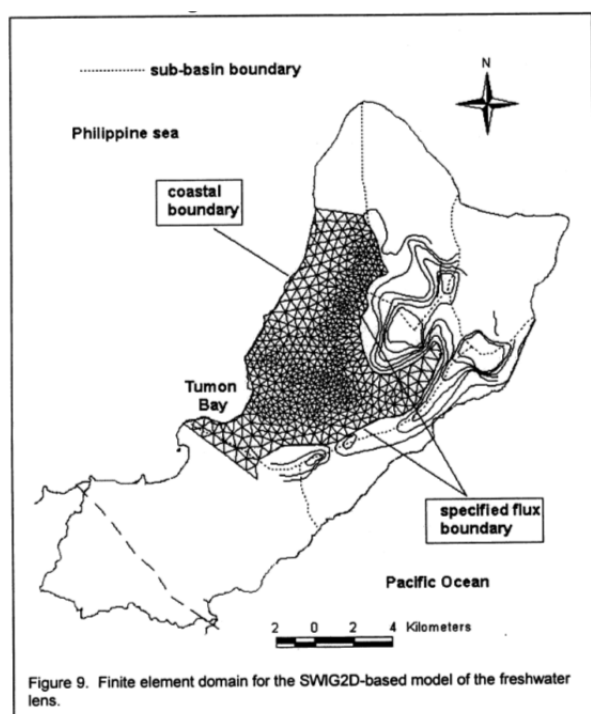 sub-basin boundary
N
Philippine sea
coastal
boundary
Tumon
Bay
specified flux
boundary
Pacific Ocean
2 0 2 4 Kilometers
Figure 9. Finite element domain for the SWIG2D-based model of the freshwater
lens.